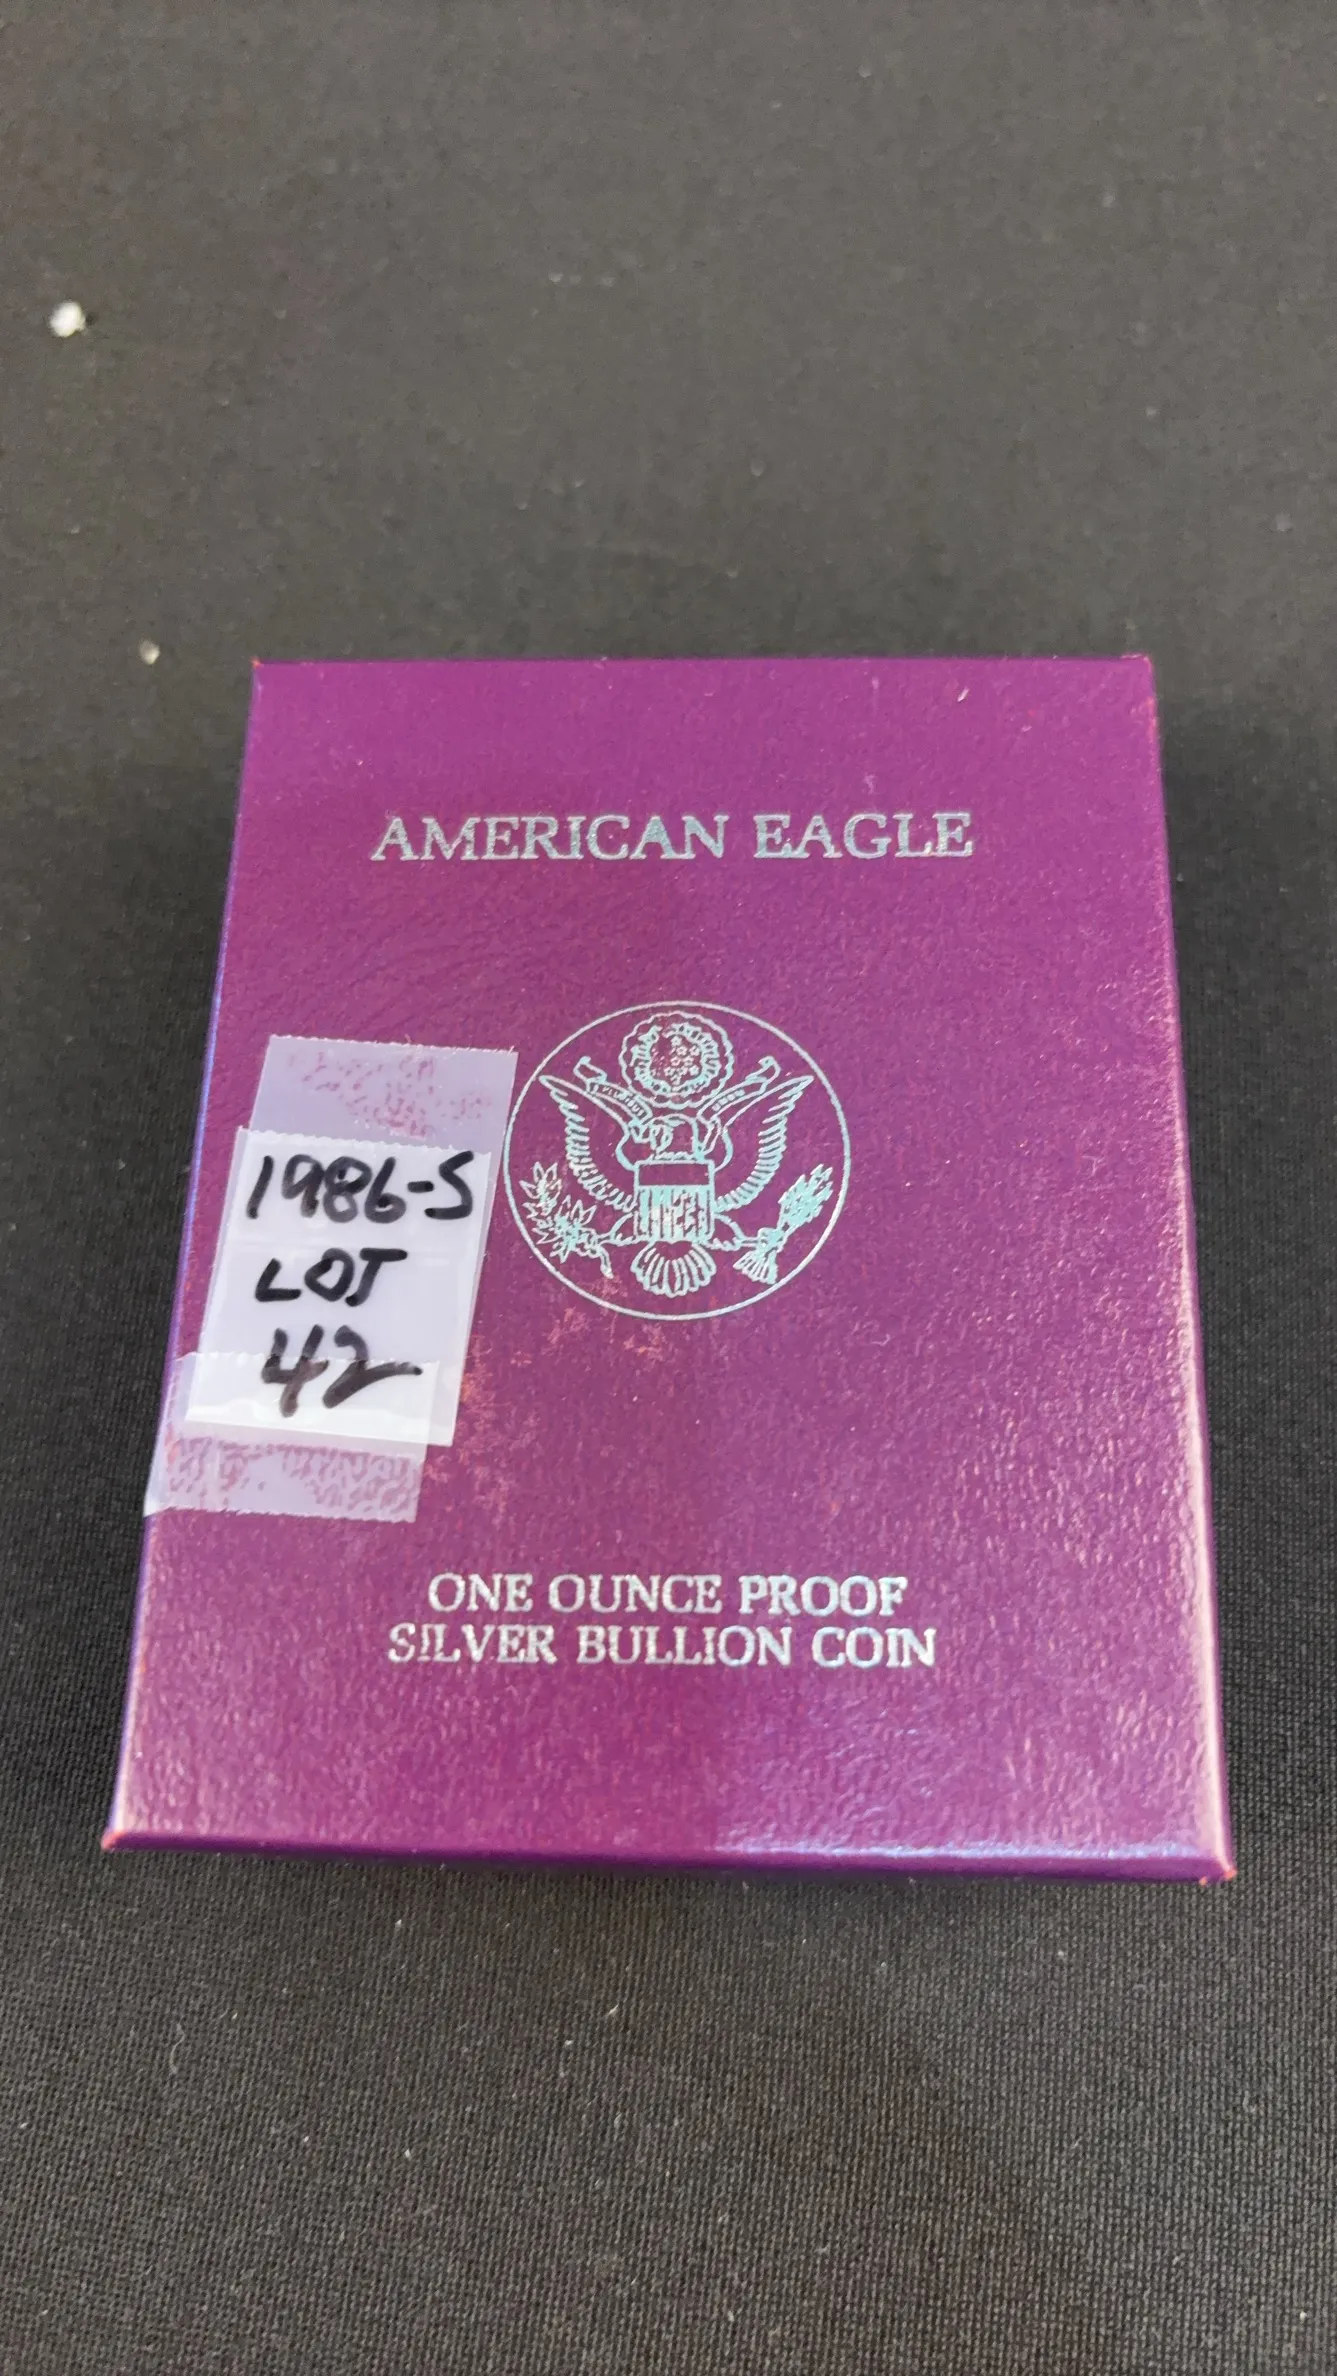 AMERICAN EAGLE
1986-S
LOT
42
ONE OUNCE PROOF
SILVER BULLION COIN